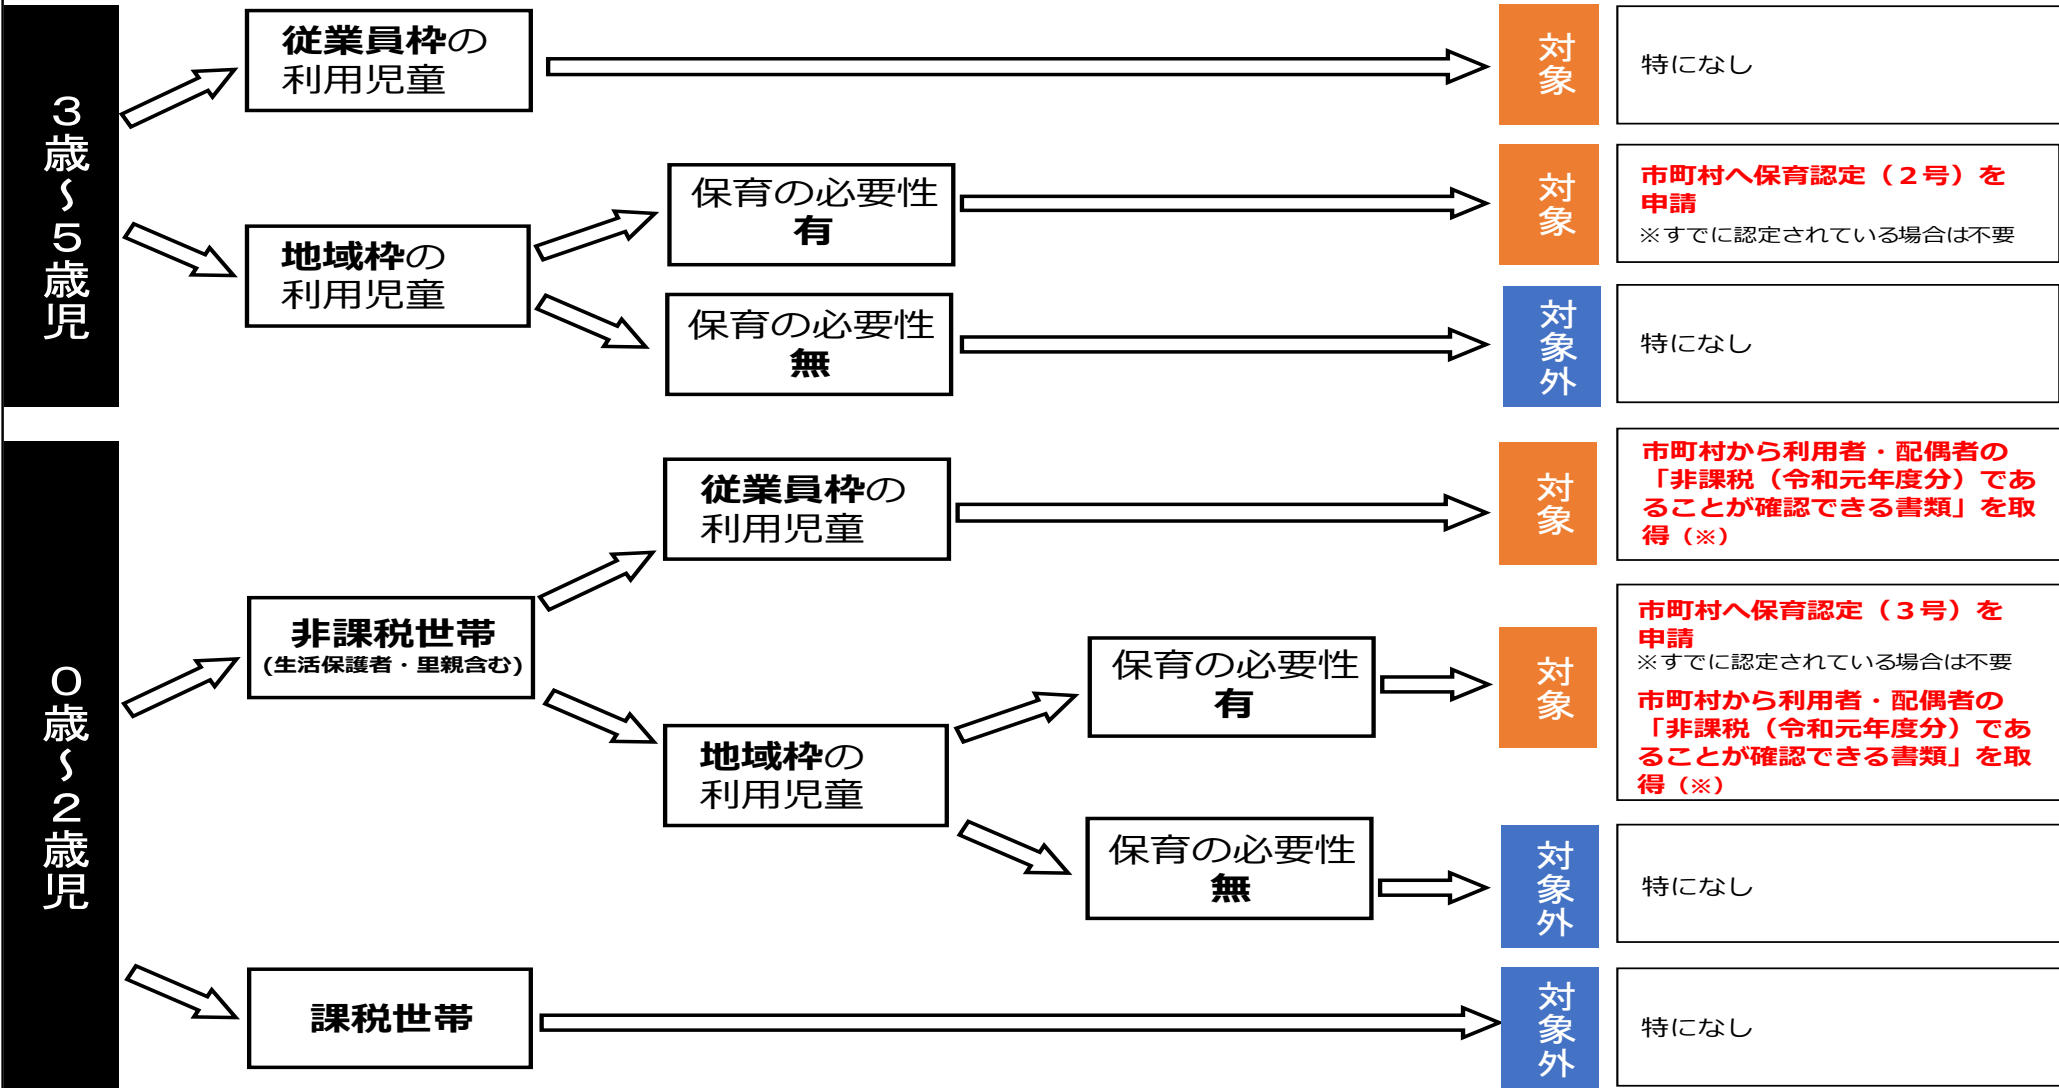 3歳～5歳児
従業員枠の
利用児童
対象
特になし
地域枠の
利用児童
保育の必要性
有
対象
市町村へ保育認定（２号）を
申請
※すでに認定されている場合は不要
保育の必要性
無
対象外
特になし
0歳～2歳児
非課税世帯
(生活保護者・里親含む)
従業員枠の
利用児童
対象
市町村から利用者・配偶者の
「非課税（令和元年度分）であ
ることが確認できる書類」を取
得（※）
地域枠の
利用児童
保育の必要性
有
対象
市町村へ保育認定（３号）を
申請
※すでに認定されている場合は不要
市町村から利用者・配偶者の
「非課税（令和元年度分）であ
ることが確認できる書類」を取
得（※）
保育の必要性
無
対象外
特になし
課税世帯
対象外
特になし